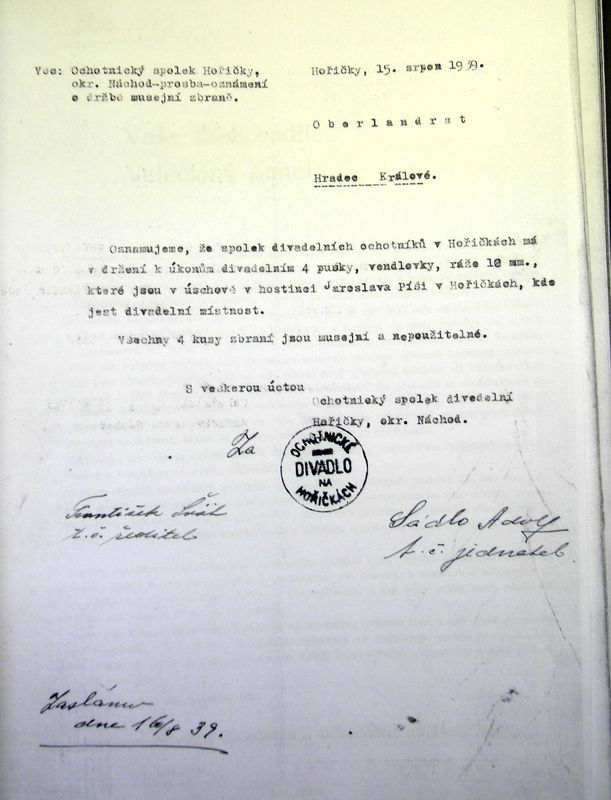 Věc: Ochotnický spolek Hořičky,
okr. Náchod-prosba-oznámení
o držbě musejní zbraně.
Hořičky, 15. srpen 1939.
Oberlandrat
Hradec Králové.
Oznamujeme, že spolek divadelních ochotníků v Hořičkách má
v držení k úkonům divadelním 4 pušky, vendlovky, ráže 10 mm.,
které jsou v úschově v hostinci Jaroslava Píši v Hořičkách, kde
jest divadelní místnost.
Všechny 4 kusy zbraní jsou musejní a nepoužitelné.
S veškerou úctou
Ochotnický spolek divedelní
Hořičky, okr. Náchod.
Za
OCHOTNICKÉ
DIVADLO
NA
HOŘIČKÁCH
František
t.č. ředitel
Sádlo Adolf
t.č. jednatel
Zasláno
dne 16/8 39.